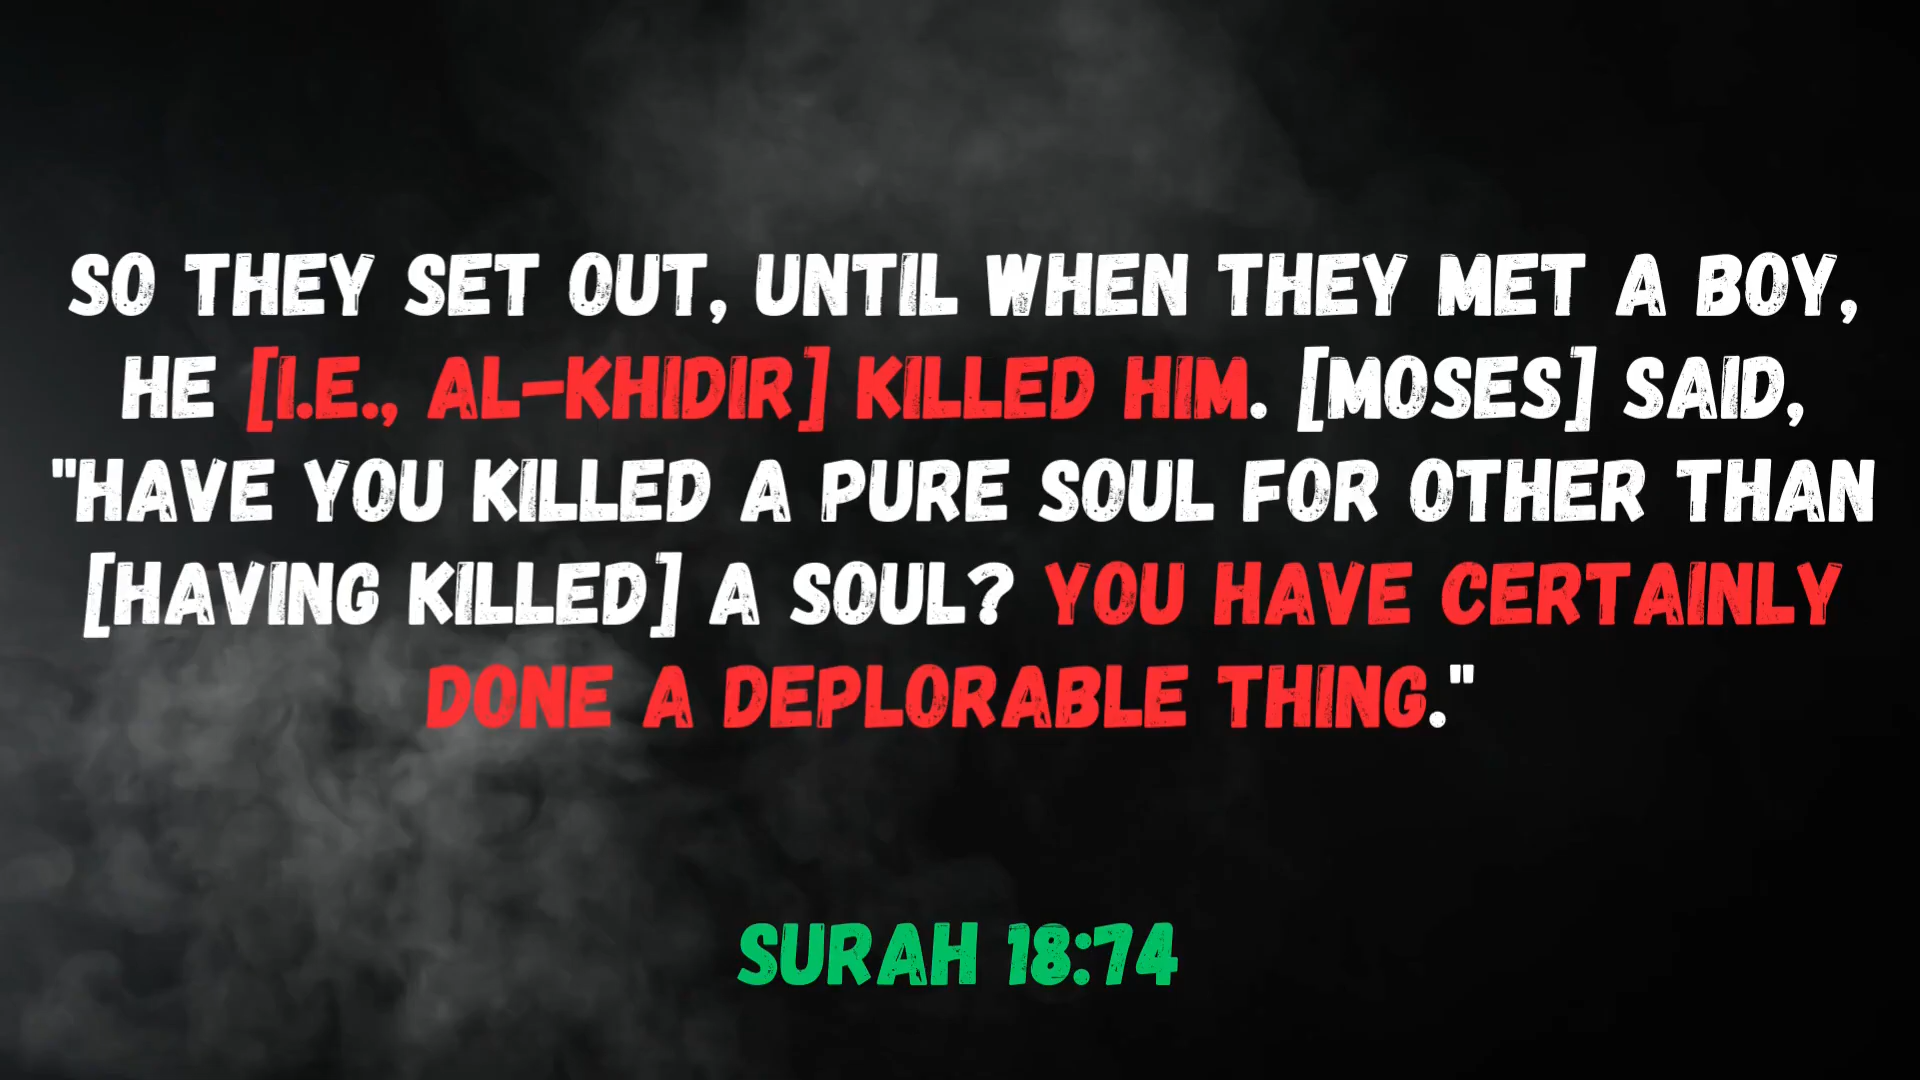 SO THEY SET OUT, UNTIL WHEN THEY MET A BOY,
HE [I.E., AL-KHIDIR] KILLED HIM. [MOSES] SAID,
"HAVE YOU KILLED A PURE SOUL FOR OTHER THAN
[HAVING KILLED] A SOUL? YOU HAVE CERTAINLY
DONE A DEPLORABLE THING."
SURAH 18:74